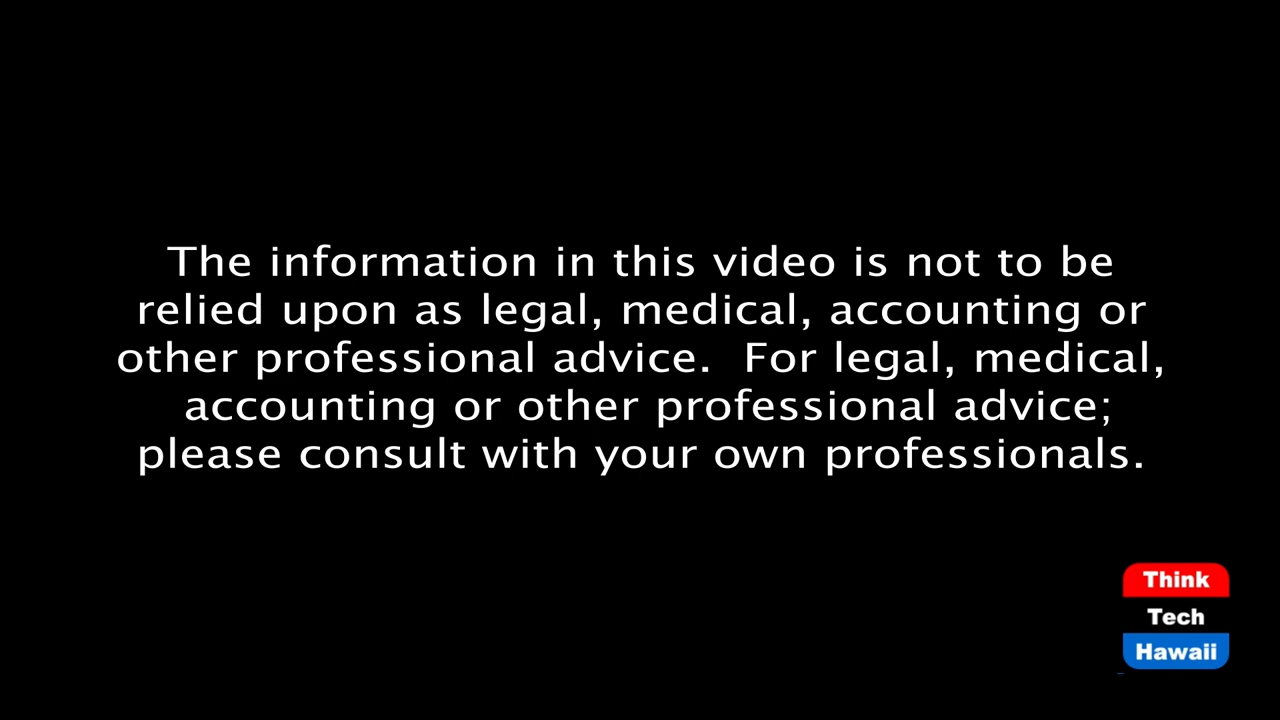 The information in this video is not to be
relied upon as legal, medical, accounting or
other professional advice.  For legal, medical,
accounting or other professional advice;
please consult with your own professionals.
Think
Tech
Hawaii